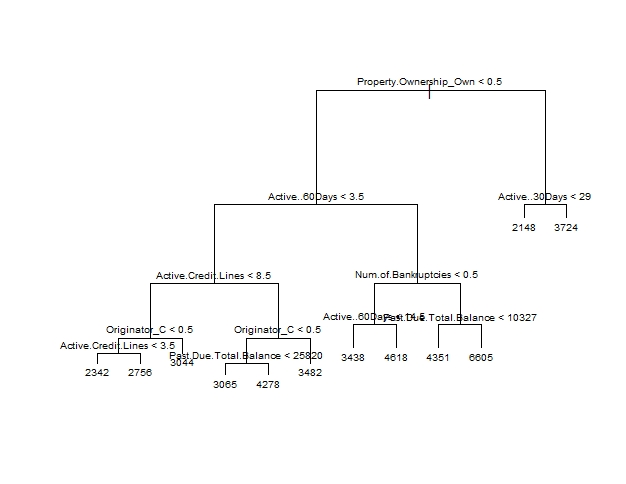 Property.Ownership_Own < 0.5
Active..60Days < 3.5
Active..30Days < 29
2148 3724
Active.Credit.Lines < 8.5
Num.of.Bankruptcies < 0.5
Active..60Days <
Past.Due.Total.Balance < 10327
Originator_C < 0.5
Originator_C < 0.5
Active.Credit.Lines < 3.5
3044
Past.Due.Total.Balance < 25820
3438 4618 4351 6605
2342 2756
3065 4278
3482